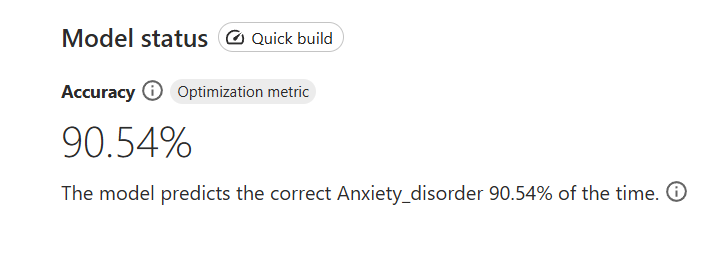 Model status Quick build
Accuracy Optimization metric
90.54%
The model predicts the correct Anxiety_disorder 90.54% of the time.